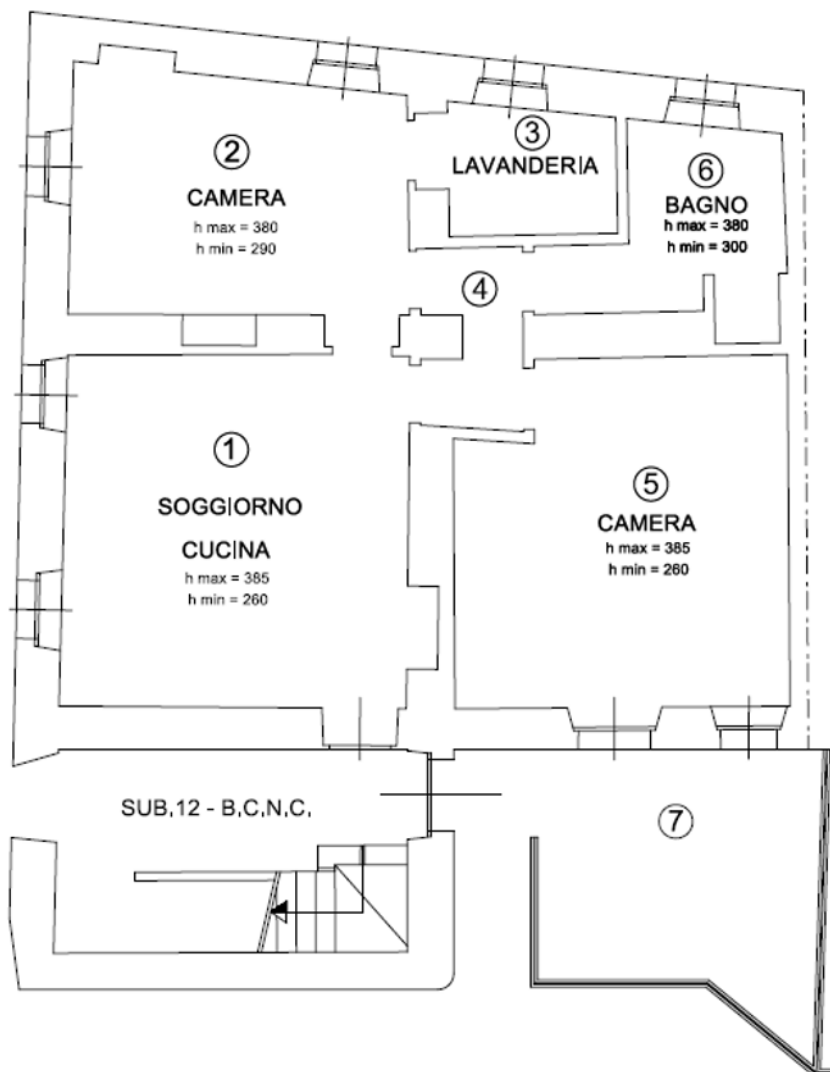 2
CAMERA
h max = 380
h min = 290
3
LAVANDERIA
6
BAGNO
h max = 380
h min = 300
4
1
SOGGIORNO
CUCINA
h max = 385
h min = 260
5
CAMERA
h max = 385
h min = 260
SUB.12 - B.C.N.C.
7